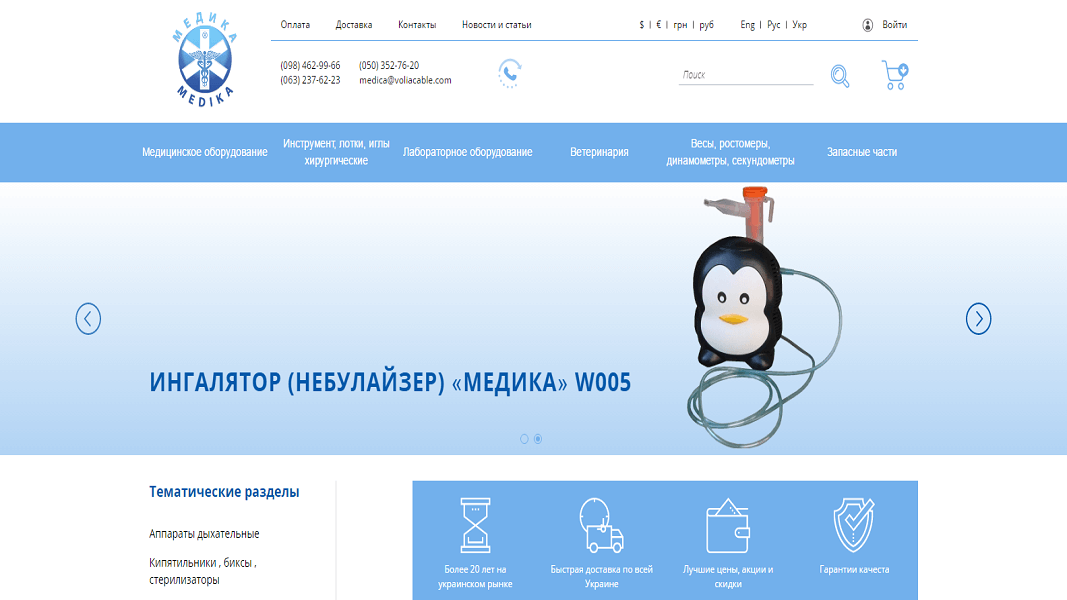 МЕДИКА
MEDIKA
Оплата Доставка Контакты Новости и статьи
$ | € | грн | руб Eng | Рус | Укр Войти
(098) 462-99-66 (050) 352-76-20
(063) 237-62-23 medica@voliacable.com
Поиск
Медицинское оборудование
Инструмент, лотки, иглы
хирургические
Лабораторное оборудование
Ветеринария
Весы, ростомеры,
динамометры, секундометры
Запасные части
ИНГАЛЯТОР (НЕБУЛАЙЗЕР) «МЕДИКА» W005
Тематические разделы
Аппараты дыхательные
Кипятильники , биксы ,
стерилизаторы
Более 20 лет на
украинском рынке
Быстрая доставка по всей
Украине
Лучшие цены, акции и
скидки
Гарантии качеста